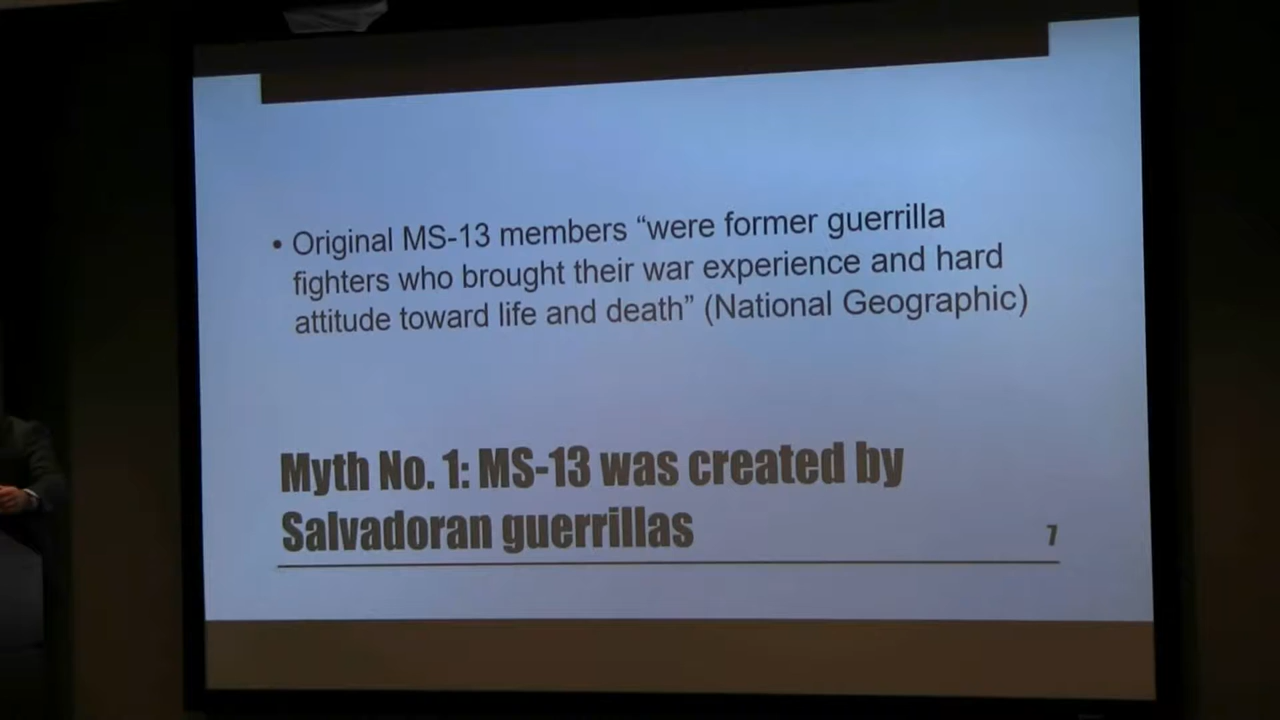 • Original MS-13 members “were former guerrilla
fighters who brought their war experience and hard
attitude toward life and death” (National Geographic)
Myth No. 1: MS-13 was created by
Salvadoran guerrillas
7